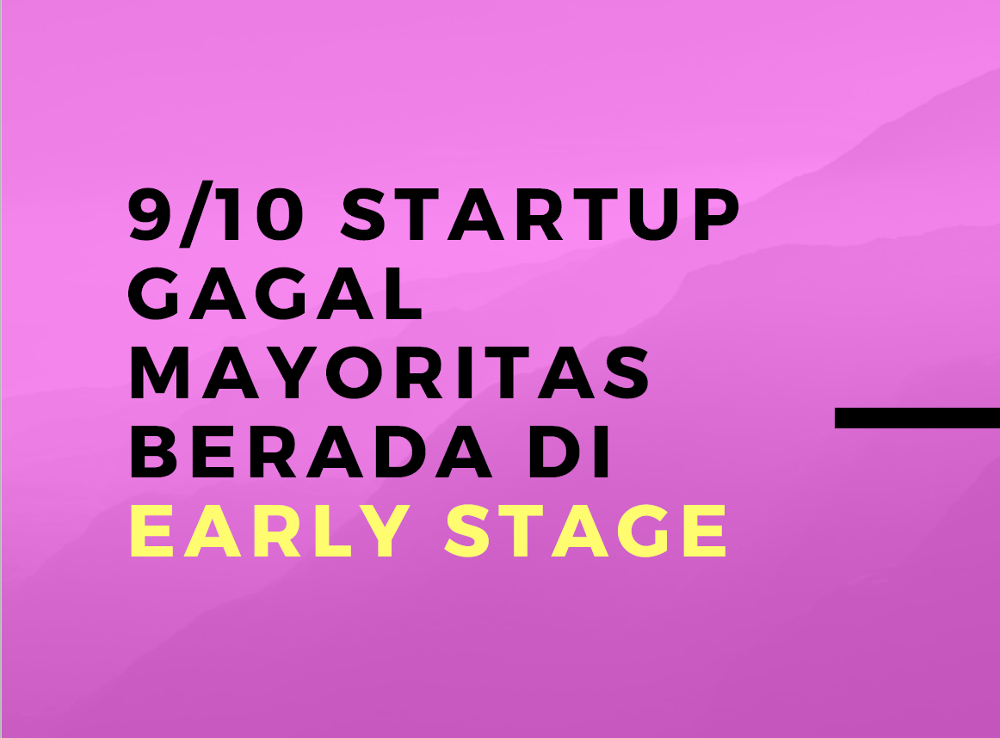 9/10 STARTUP
GAGAL
MAYORITAS
BERADA DI
EARLY STAGE